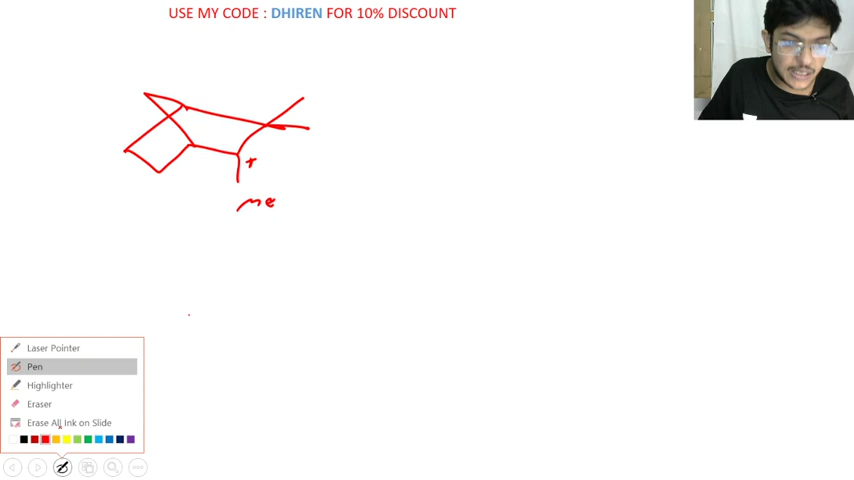 USE MY CODE : DHIREN FOR 10% DISCOUNT
+
me
Laser Pointer
Pen
Highlighter
Eraser
Erase All Ink on Slide